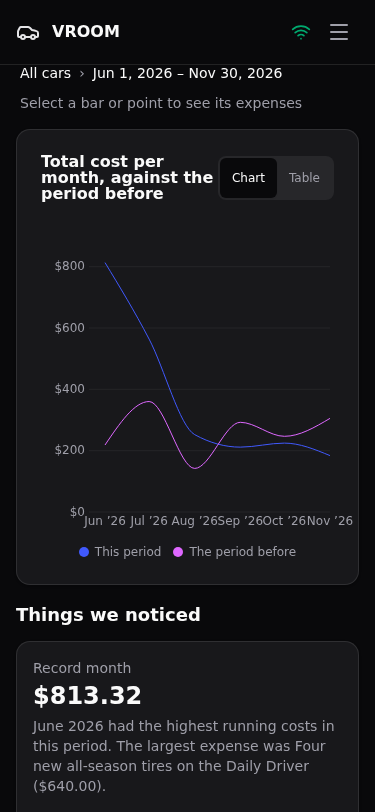 VROOM
All cars › Jun 1, 2026 – Nov 30, 2026
Select a bar or point to see its expenses
Total cost per
month, against the
period before
Chart
Table
$800
$600
$400
$200
$0
Jun ’26 Jul ’26 Aug ’26 Sep ’26 Oct ’26 Nov ’26
This period
The period before
Things we noticed
Record month
$813.32
June 2026 had the highest running costs in
this period. The largest expense was Four
new all-season tires on the Daily Driver
($640.00).